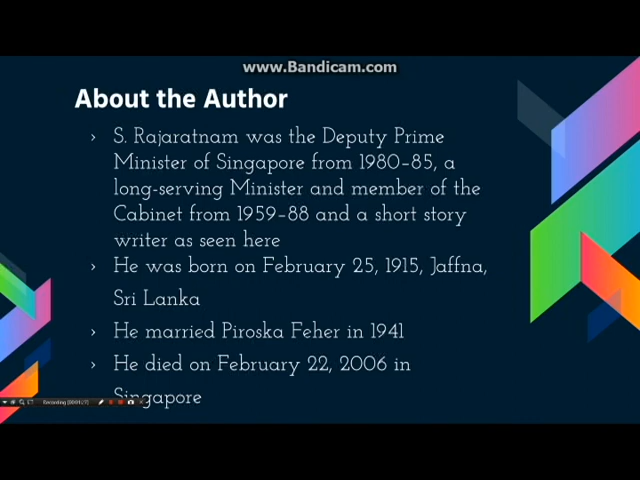 www.Bandicam.com
About the Author
› S. Rajaratnam was the Deputy Prime
Minister of Singapore from 1980-85, a
long-serving Minister and member of the
Cabinet from 1959-88 and a short story
writer as seen here
› He was born on February 25, 1915, Jaffna,
Sri Lanka
› He married Piroska Feher in 1941
› He died on February 22, 2006 in
Singapore